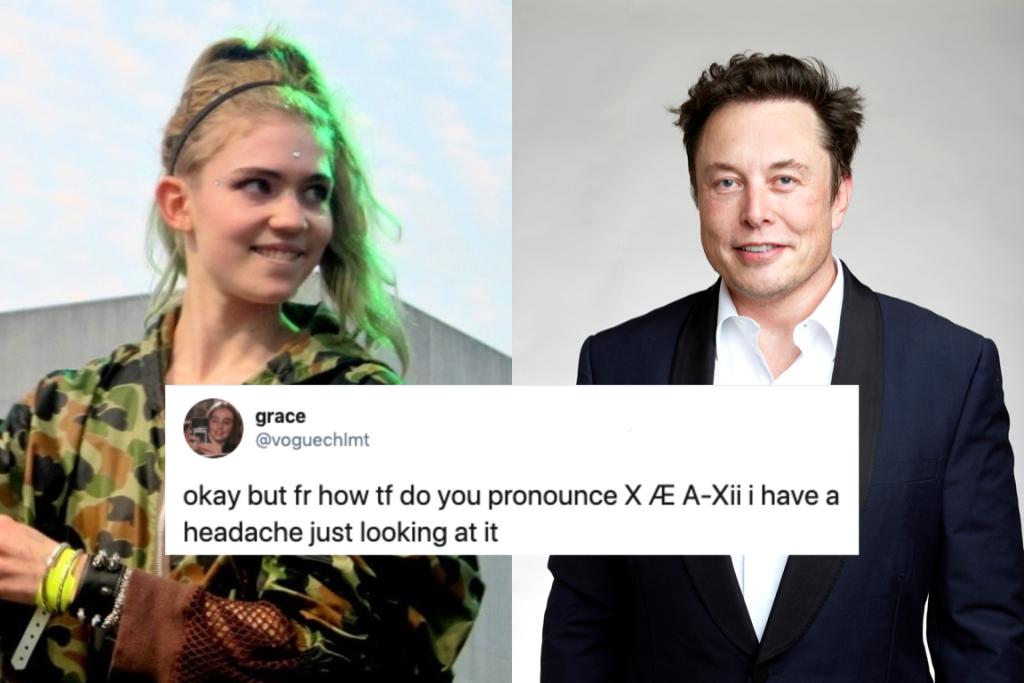 grace
@voguechlmt
okay but fr how tf do you pronounce X Æ A-Xii i have a
headache just looking at it